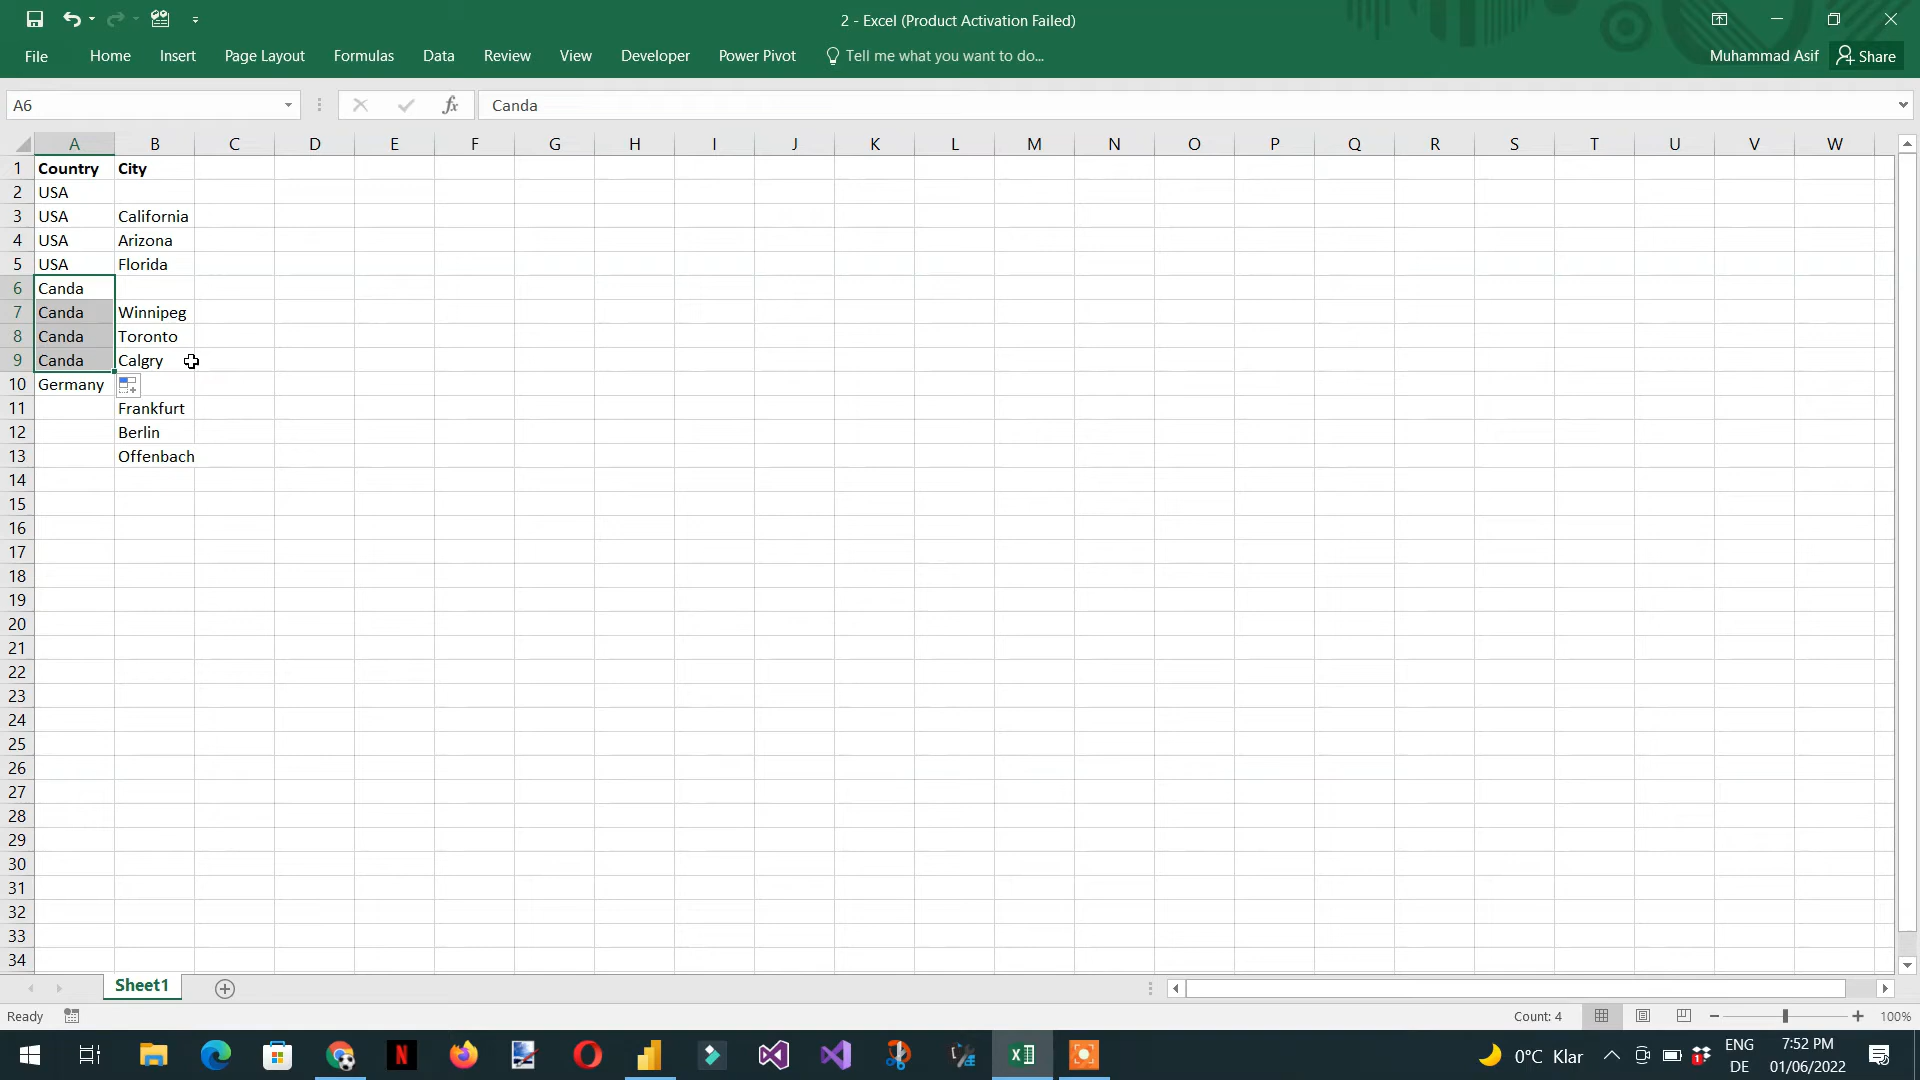 2 - Excel (Product Activation Failed)
File Home Insert Page Layout Formulas Data Review View Developer Power Pivot Tell me what you want to do... Muhammad Asif Share
A6 fx Canda
A B C D E F G H I J K L M N O P Q R S T U V W
1 Country City
2 USA
3 USA California
4 USA Arizona
5 USA Florida
6 Canda
7 Canda Winnipeg
8 Canda Toronto
9 Canda Calgry
10 Germany
11 Frankfurt
12 Berlin
13 Offenbach
14
15
16
17
18
19
20
21
22
23
24
25
26
27
28
29
30
31
32
33
34
Sheet1
Ready Count: 4 100%
N 1 0°C Klar ENG 7:52 PM
DE 01/06/2022